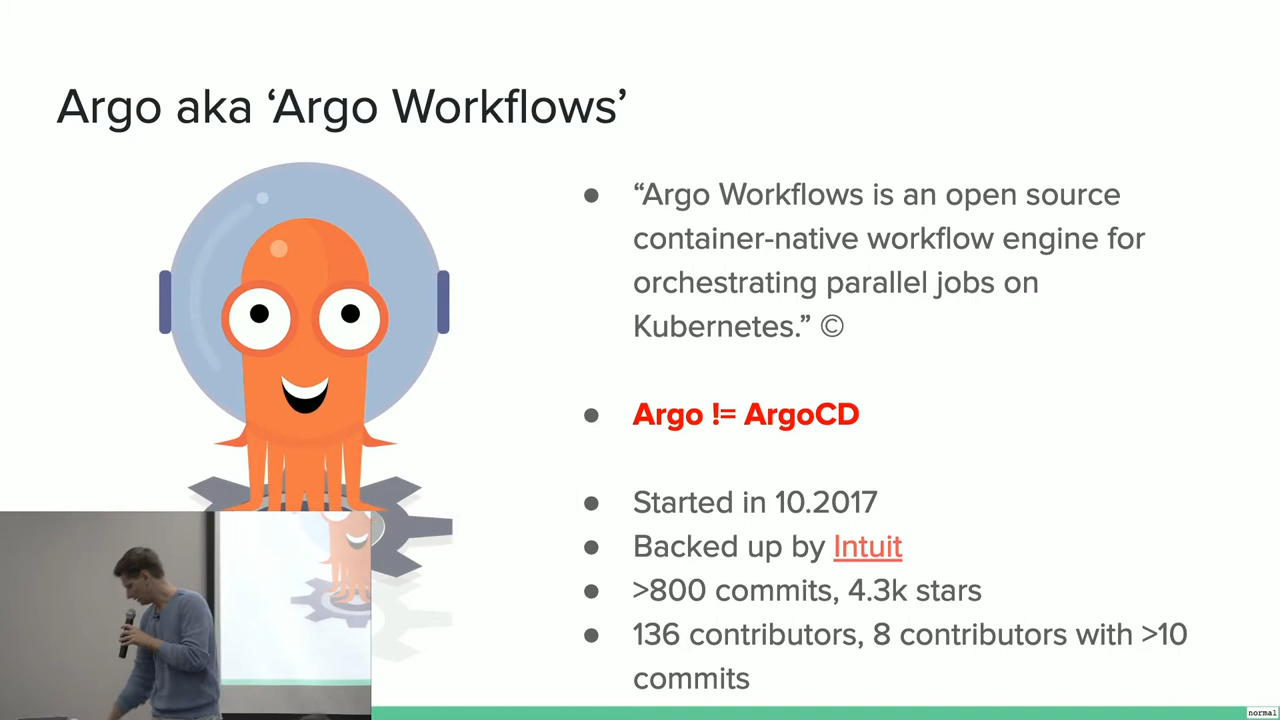 Argo aka ‘Argo Workflows’
● “Argo Workflows is an open source
container-native workflow engine for
orchestrating parallel jobs on
Kubernetes.” ©
● Argo != ArgoCD
● Started in 10.2017
● Backed up by Intuit
● >800 commits, 4.3k stars
● 136 contributors, 8 contributors with >10
commits
normal